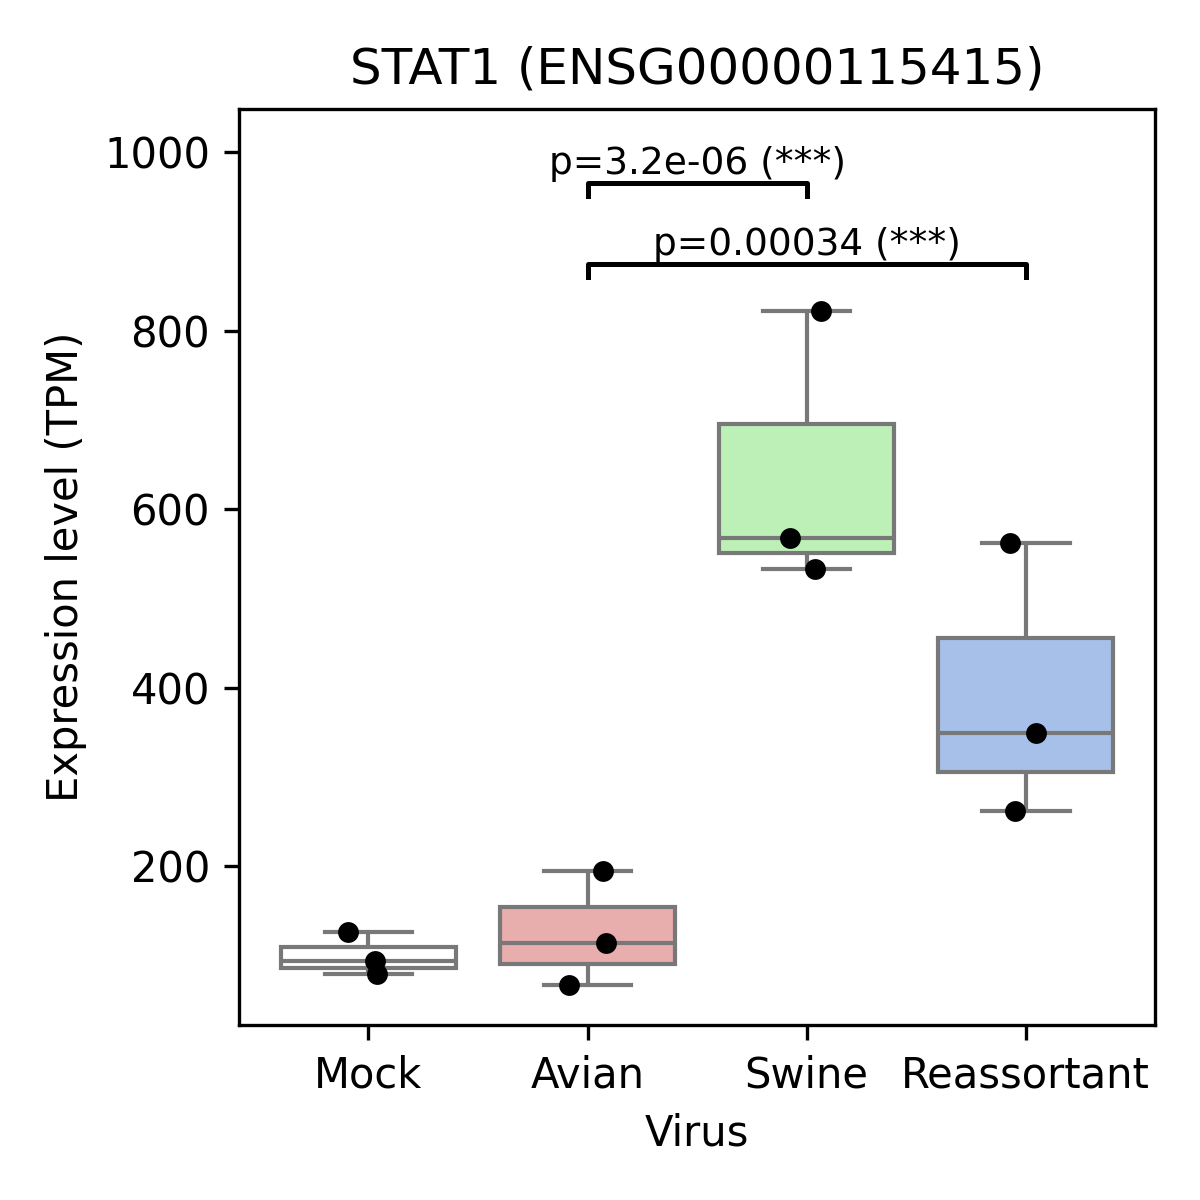 STAT1 (ENSG00000115415)
p=3.2e-06 (***)
p=0.00034 (***)
Expression level (TPM)
1000
800
600
400
200
Mock Avian Swine Reassortant
Virus